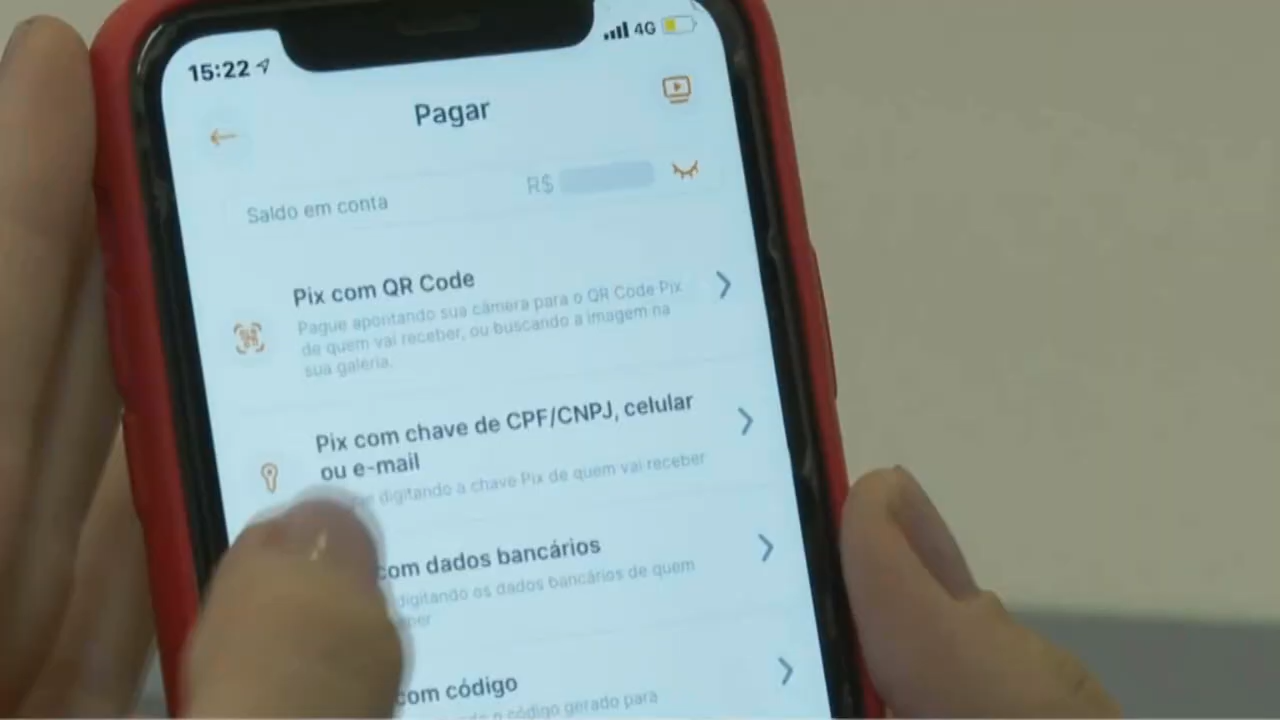 15:22
4G
Pagar
Saldo em conta R$
Pix com QR Code
Pague apontando sua câmera para o QR Code Pix
de quem vai receber, ou buscando a imagem na
sua galeria.
Pix com chave de CPF/CNPJ, celular
ou e-mail
digitando a chave Pix de quem vai receber
com dados bancários
digitando os dados bancários de quem
com código
o código gerado para